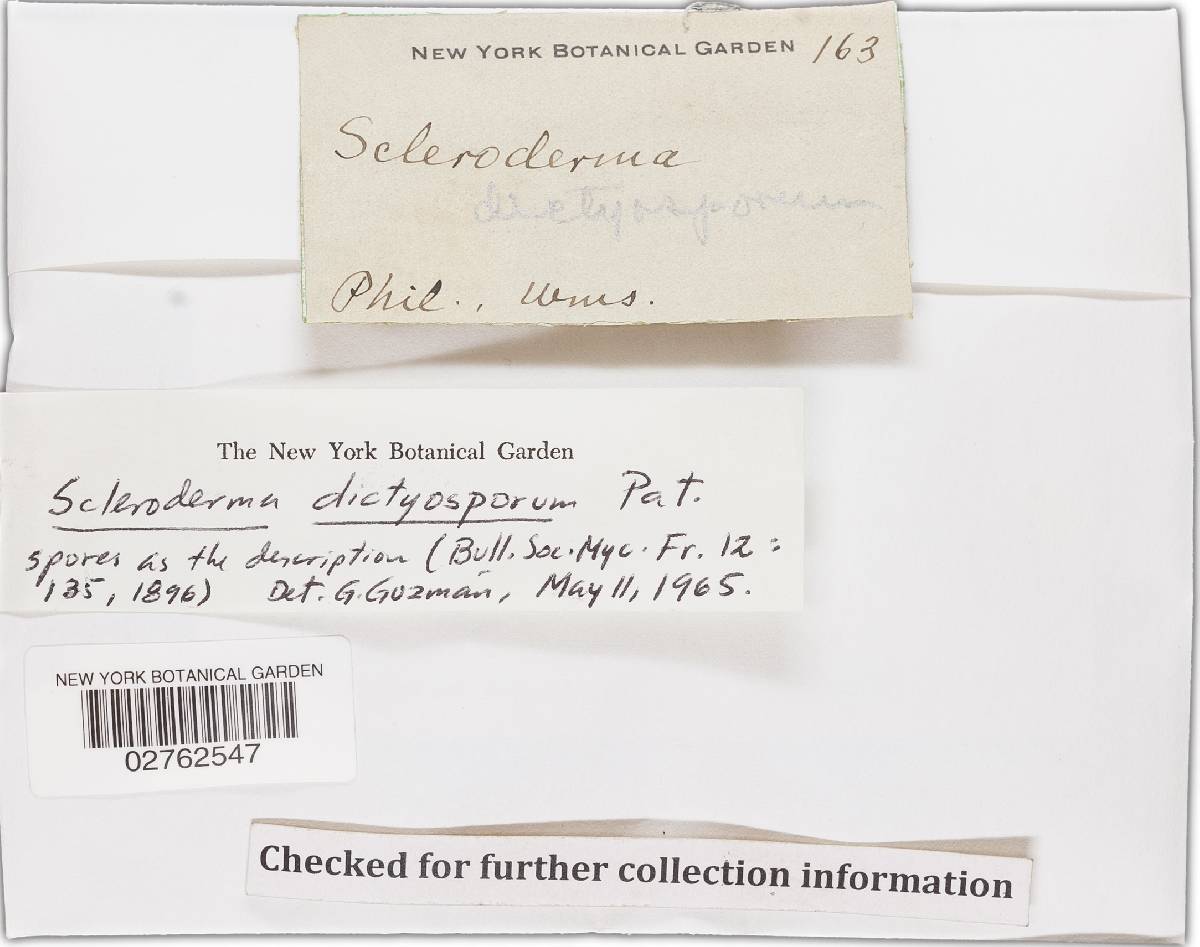 NEW YORK BOTANICAL GARDEN 163
Scleroderma
dictyosporum
Phil., Wms.
The New York Botanical Garden
Scleroderma dictyosporum Pat.
spores as the description (Bull. Soc. Myc. Fr. 12:
135, 1896) Det. G. Guzmán, May 11, 1965.
NEW YORK BOTANICAL GARDEN
02762547
Checked for further collection information